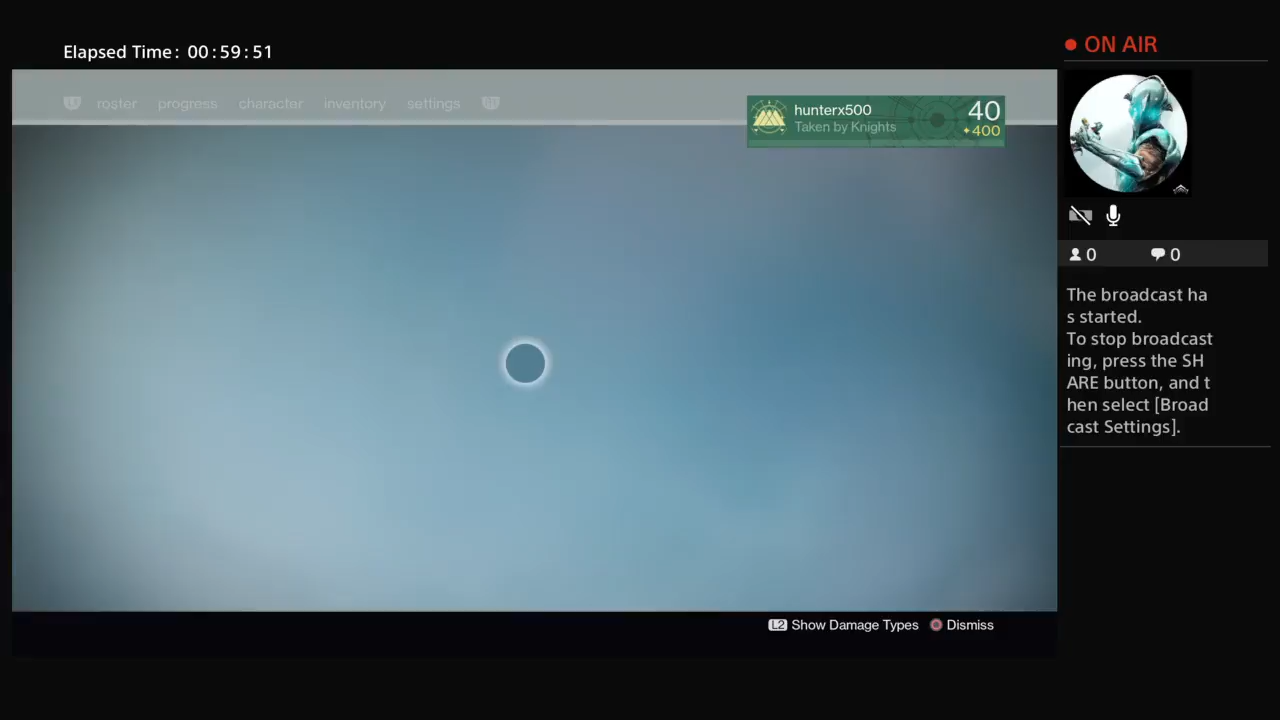 Elapsed Time: 00:59:51
ON AIR
roster progress character inventory settings
hunterx500
Taken by Knights
40
400
0 0
The broadcast ha
s started.
To stop broadcast
ing, press the SH
ARE button, and t
hen select [Broad
cast Settings].
L2 Show Damage Types Dismiss